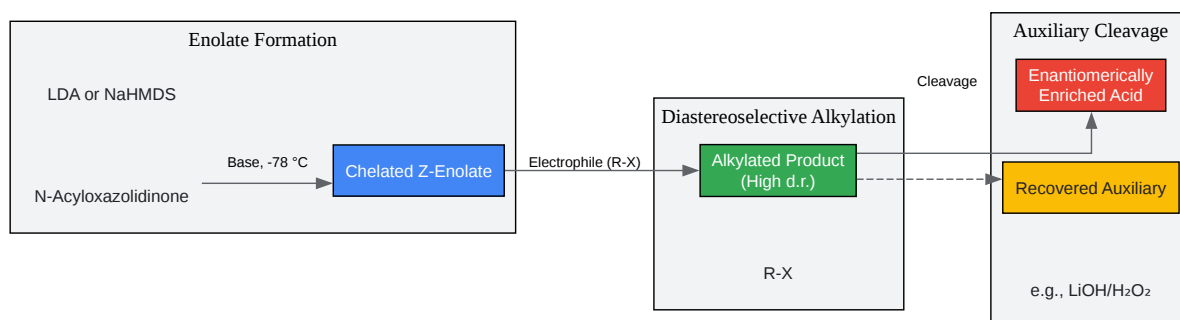 Enolate Formation
LDA or NaHMDS
N-Acyloxazolidinone
Base, -78 °C
Chelated Z-Enolate
Electrophile (R-X)
Diastereoselective Alkylation
Alkylated Product
(High d.r.)
R-X
Cleavage
Auxiliary Cleavage
Enantiomerically
Enriched Acid
Recovered Auxiliary
e.g., LiOH/H₂O₂